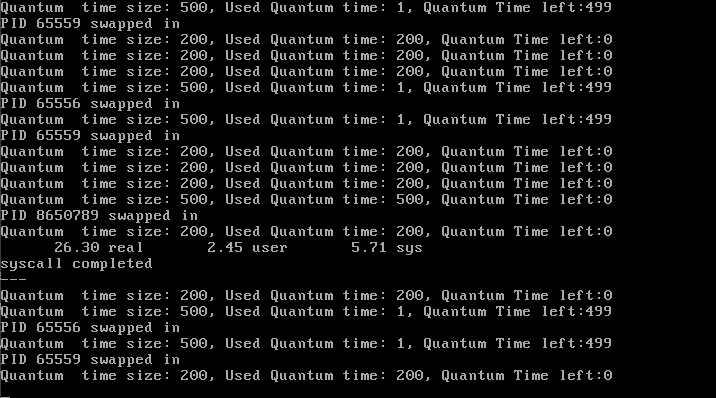 Quantum  time size: 500, Used Quantum time: 1, Quantum Time left:499
PID 65559 swapped in
Quantum  time size: 200, Used Quantum time: 200, Quantum Time left:0
Quantum  time size: 200, Used Quantum time: 200, Quantum Time left:0
Quantum  time size: 200, Used Quantum time: 200, Quantum Time left:0
Quantum  time size: 500, Used Quantum time: 1, Quantum Time left:499
PID 65556 swapped in
Quantum  time size: 500, Used Quantum time: 1, Quantum Time left:499
PID 65559 swapped in
Quantum  time size: 200, Used Quantum time: 200, Quantum Time left:0
Quantum  time size: 200, Used Quantum time: 200, Quantum Time left:0
Quantum  time size: 200, Used Quantum time: 200, Quantum Time left:0
Quantum  time size: 500, Used Quantum time: 500, Quantum Time left:0
PID 8650789 swapped in
Quantum  time size: 200, Used Quantum time: 200, Quantum Time left:0
      26.30 real       2.45 user       5.71 sys
syscall completed
---
Quantum  time size: 200, Used Quantum time: 200, Quantum Time left:0
Quantum  time size: 500, Used Quantum time: 1, Quantum Time left:499
PID 65556 swapped in
Quantum  time size: 500, Used Quantum time: 1, Quantum Time left:499
PID 65559 swapped in
Quantum  time size: 200, Used Quantum time: 200, Quantum Time left:0